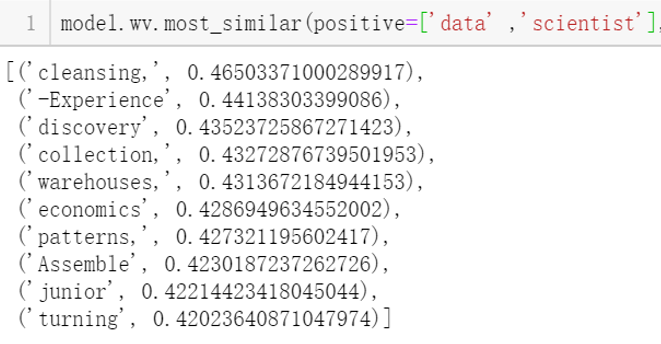 1 model.wv.most_similar(positive=['data' ,'scientist'],
[('cleansing,', 0.46503371000289917),
('-Experience', 0.44138303399086),
('discovery', 0.43523725867271423),
('collection,', 0.43272876739501953),
('warehouses,', 0.4313672184944153),
('economics', 0.4286949634552002),
('patterns,', 0.427321195602417),
('Assemble', 0.4230187237262726),
('junior', 0.42214423418045044),
('turning', 0.42023640871047974)]